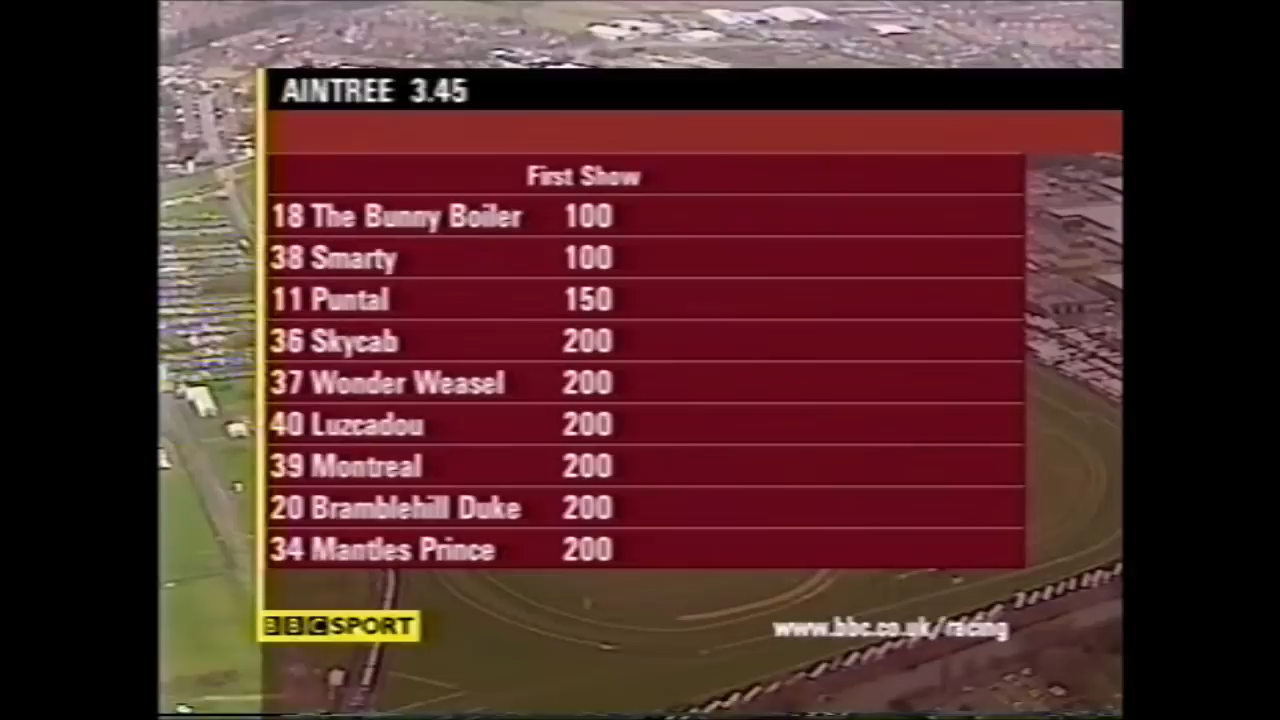 AINTREE 3.45
First Show
18 The Bunny Boiler 100
38 Smarty 100
11 Puntal 150
36 Skycab 200
37 Wonder Weasel 200
40 Luzcadou 200
39 Montreal 200
20 Bramblehill Duke 200
34 Mantles Prince 200
BBC SPORT www.bbc.co.uk/racing